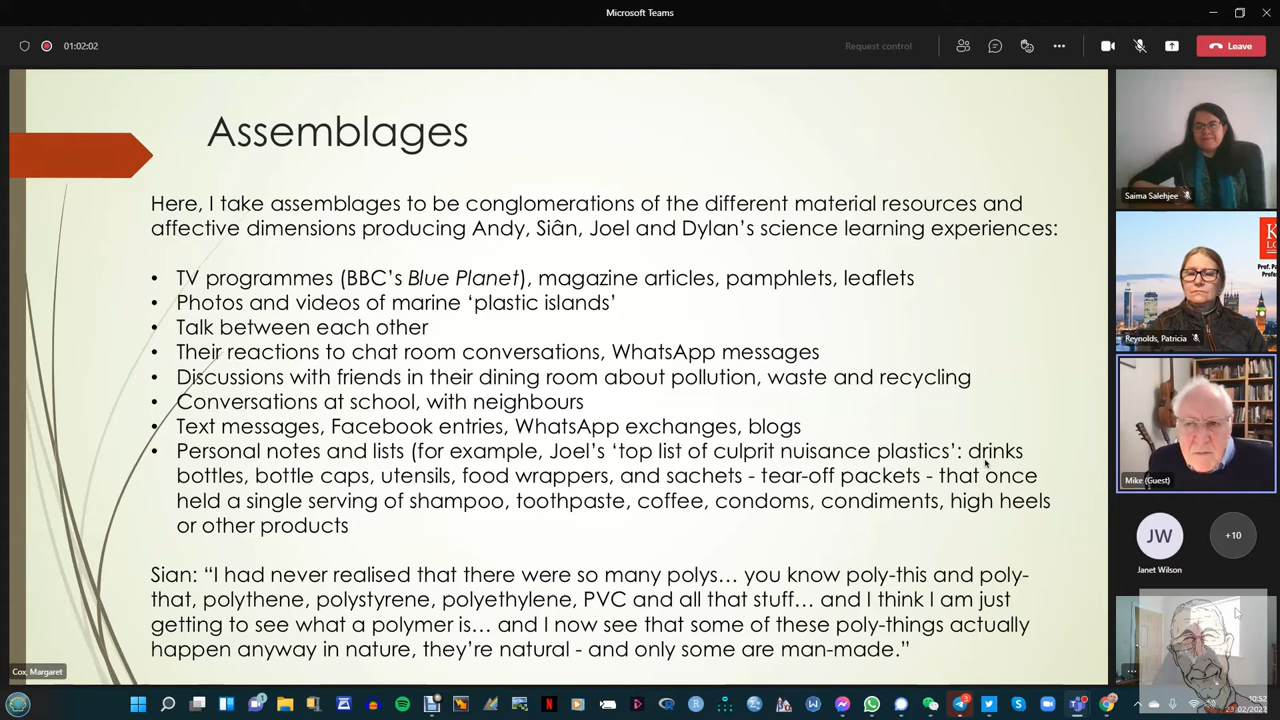 Microsoft Teams
01:02:02
Request control
Leave
Assemblages
Here, I take assemblages to be conglomerations of the different material resources and
affective dimensions producing Andy, Siân, Joel and Dylan’s science learning experiences:
• TV programmes (BBC’s Blue Planet), magazine articles, pamphlets, leaflets
• Photos and videos of marine ‘plastic islands’
• Talk between each other
• Their reactions to chat room conversations, WhatsApp messages
• Discussions with friends in their dining room about pollution, waste and recycling
• Conversations at school, with neighbours
• Text messages, Facebook entries, WhatsApp exchanges, blogs
• Personal notes and lists (for example, Joel’s ‘top list of culprit nuisance plastics’: drinks
bottles, bottle caps, utensils, food wrappers, and sachets - tear-off packets - that once
held a single serving of shampoo, toothpaste, coffee, condoms, condiments, high heels
or other products
Sian: “I had never realised that there were so many polys… you know poly-this and poly-
that, polythene, polystyrene, polyethylene, PVC and all that stuff… and I think I am just
getting to see what a polymer is… and I now see that some of these poly-things actually
happen anyway in nature, they’re natural - and only some are man-made.”
Cox, Margaret
Saima Salehjee
Prof. Pa
Profes
Reynolds, Patricia
Mike (Guest)
JW
+10
Janet Wilson
10:52
23/02/2022